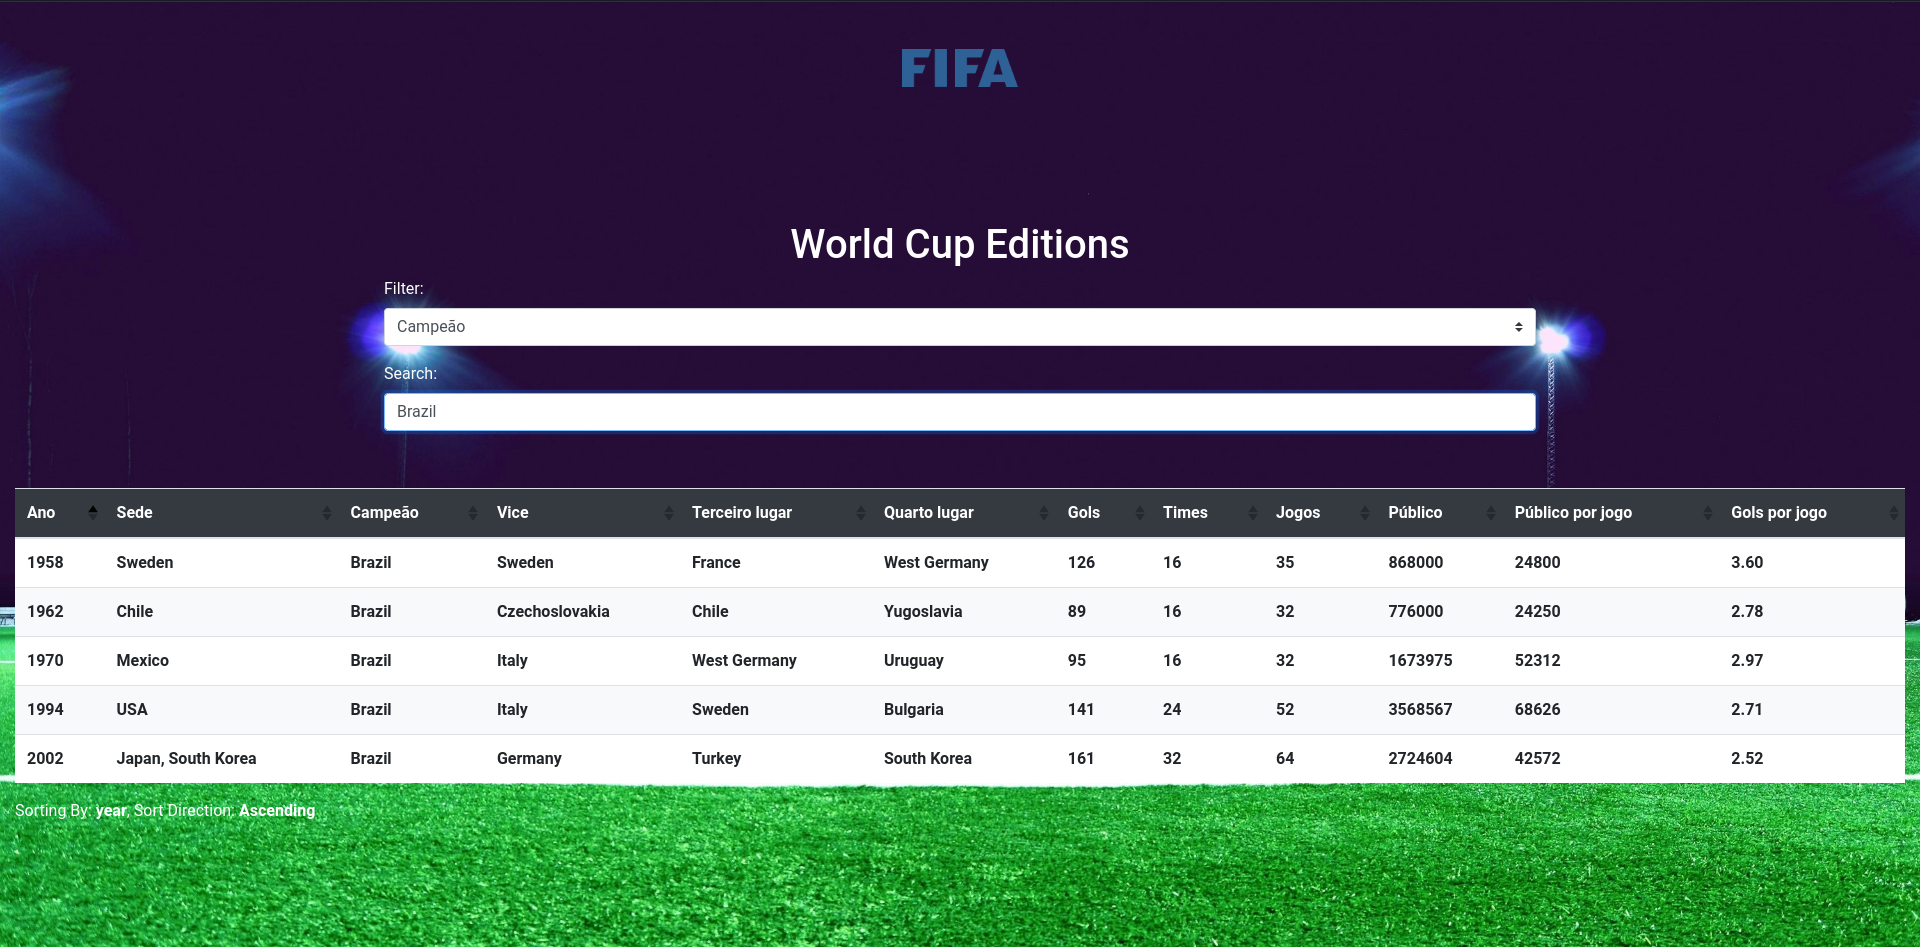 FIFA
World Cup Editions
Filter:
Campeão
Search:
Brazil
Ano Sede Campeão Vice Terceiro lugar Quarto lugar Gols Times Jogos Público Público por jogo Gols por jogo
1958 Sweden Brazil Sweden France West Germany 126 16 35 868000 24800 3.60
1962 Chile Brazil Czechoslovakia Chile Yugoslavia 89 16 32 776000 24250 2.78
1970 Mexico Brazil Italy West Germany Uruguay 95 16 32 1673975 52312 2.97
1994 USA Brazil Italy Sweden Bulgaria 141 24 52 3568567 68626 2.71
2002 Japan, South Korea Brazil Germany Turkey South Korea 161 32 64 2724604 42572 2.52
Sorting By: year, Sort Direction: Ascending